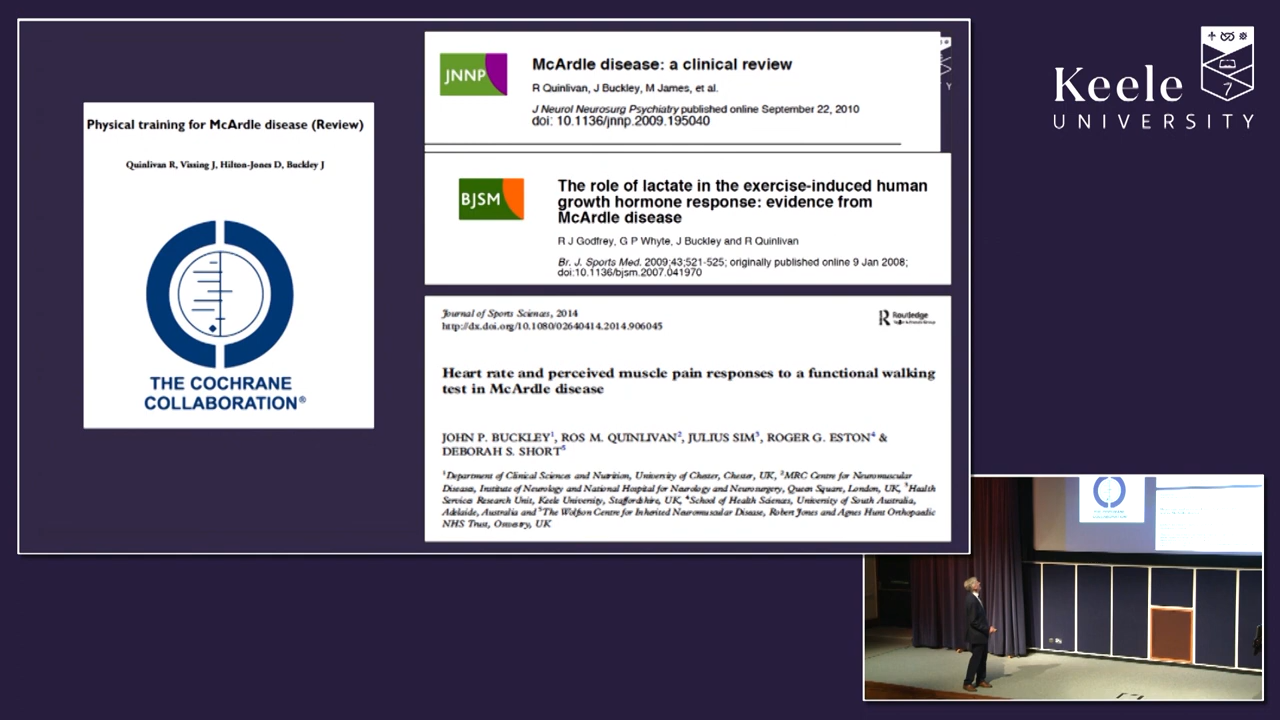 Physical training for McArdle disease (Review)
Quinlivan R, Vissing J, Hilton-Jones D, Buckley J
THE COCHRANE
COLLABORATION®
JNNP
McArdle disease: a clinical review
R Quinlivan, J Buckley, M James, et al.
J Neurol Neurosurg Psychiatry published online September 22, 2010
doi: 10.1136/jnnp.2009.195040
BJSM
The role of lactate in the exercise-induced human
growth hormone response: evidence from
McArdle disease
R J Godfrey, G P Whyte, J Buckley and R Quinlivan
Br. J. Sports Med. 2009;43;521-525; originally published online 9 Jan 2008;
doi:10.1136/bjsm.2007.041970
Journal of Sports Sciences, 2014
http://dx.doi.org/10.1080/02640414.2014.906045
Routledge
Heart rate and perceived muscle pain responses to a functional walking
test in McArdle disease
JOHN P. BUCKLEY1, ROS M. QUINLIVAN2, JULIUS SIM3, ROGER G. ESTON4 &
DEBORAH S. SHORT5
1Department of Clinical Sciences and Nutrition, University of Chester, Chester, UK, 2MRC Centre for Neuromuscular
Diseases, Institute of Neurology and National Hospital for Neurology and Neurosurgery, Queen Square, London, UK, 3Health
Services Research Unit, Keele University, Staffordshire, UK, 4School of Health Sciences, University of South Australia,
Adelaide, Australia and 5The Wolfson Centre for Inherited Neuromuscular Disease, Robert Jones and Agnes Hunt Orthopaedic
NHS Trust, Oswestry, UK
Keele
UNIVERSITY